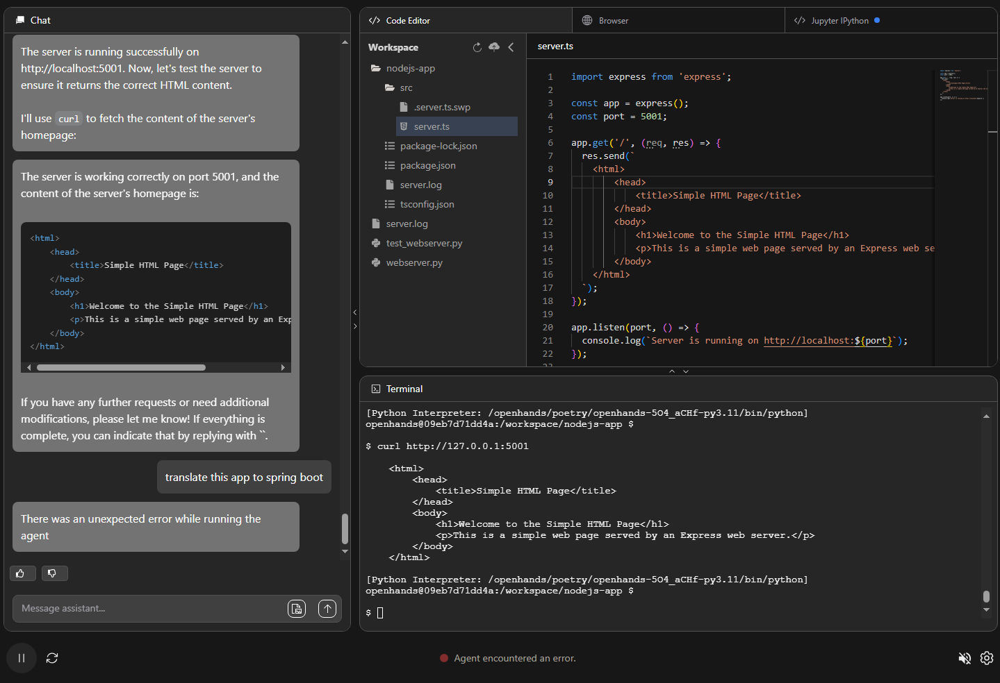 Chat
The server is running successfully on
http://localhost:5001. Now, let's test the server to
ensure it returns the correct HTML content.
I'll use curl to fetch the content of the server's
homepage:
The server is working correctly on port 5001, and the
content of the server's homepage is:
<html>
<head>
<title>Simple HTML Page</title>
</head>
<body>
<h1>Welcome to the Simple HTML Page</h1>
<p>This is a simple web page served by an Exp
</body>
</html>
If you have any further requests or need additional
modifications, please let me know! If everything is
complete, you can indicate that by replying with ``.
translate this app to spring boot
There was an unexpected error while running the
agent
Message assistant...
Code Editor
Browser
Jupyter IPython
Workspace
nodejs-app
src
.server.ts.swp
server.ts
package-lock.json
package.json
server.log
tsconfig.json
server.log
test_webserver.py
webserver.py
server.ts
1 import express from 'express';
2
3 const app = express();
4 const port = 5001;
5
6 app.get('/', (req, res) => {
7 res.send(`
8 <html>
9 <head>
10 <title>Simple HTML Page</title>
11 </head>
12 <body>
13 <h1>Welcome to the Simple HTML Page</h1>
14 <p>This is a simple web page served by an Express web se
15 </body>
16 </html>
17 `);
18 });
19
20 app.listen(port, () => {
21 console.log(`Server is running on http://localhost:${port}`);
22 });
23
Terminal
[Python Interpreter: /openhands/poetry/openhands-5O4_aCHf-py3.11/bin/python]
openhands@09eb7d71dd4a:/workspace/nodejs-app $
$ curl http://127.0.0.1:5001
<html>
<head>
<title>Simple HTML Page</title>
</head>
<body>
<h1>Welcome to the Simple HTML Page</h1>
<p>This is a simple web page served by an Express web server.</p>
</body>
</html>
[Python Interpreter: /openhands/poetry/openhands-5O4_aCHf-py3.11/bin/python]
openhands@09eb7d71dd4a:/workspace/nodejs-app $
$
Agent encountered an error.